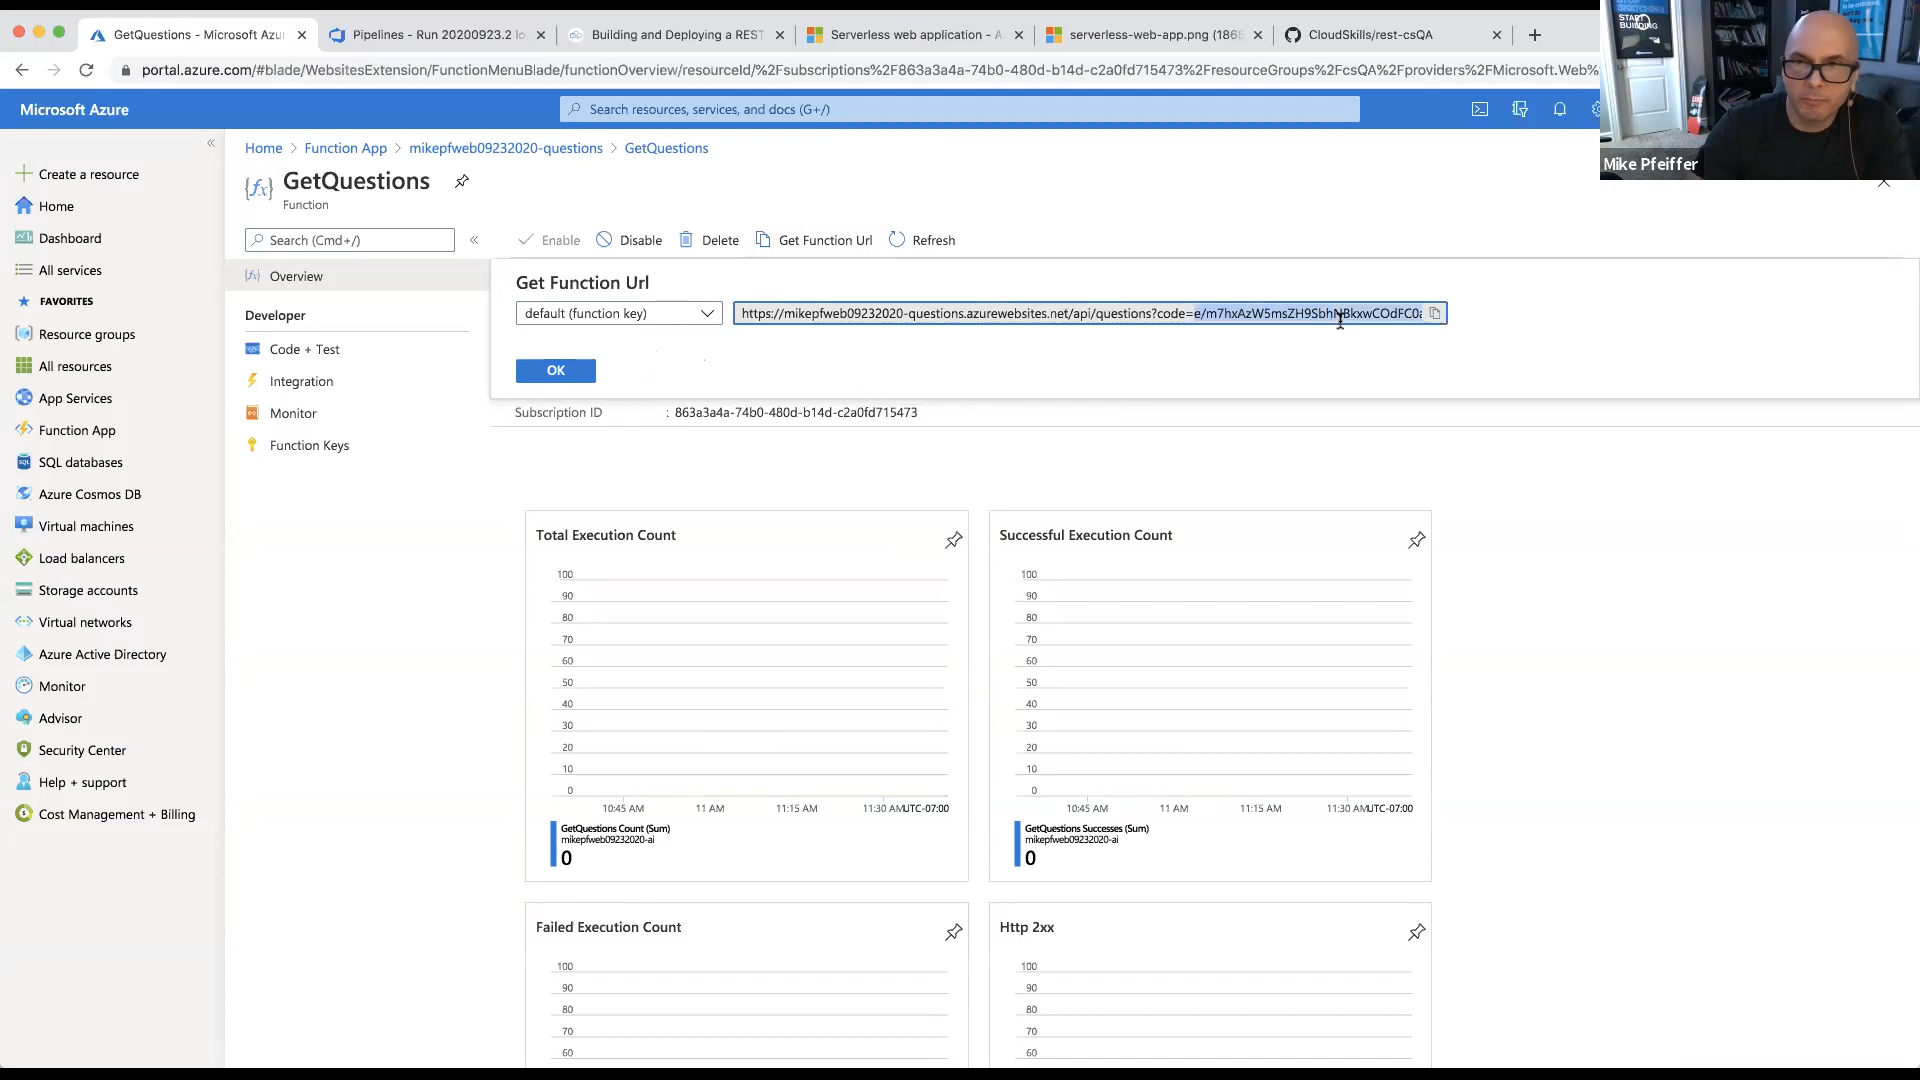 GetQuestions - Microsoft Azu
Pipelines - Run 20200923.2 lo
Building and Deploying a REST
Serverless web application - A
serverless-web-app.png (1865
CloudSkills/rest-csQA
portal.azure.com/#blade/WebsitesExtension/FunctionMenuBlade/functionOverview/resourceId/%2Fsubscriptions%2F863a3a4a-74b0-480d-b14d-c2a0fd715473%2FresourceGroups%2FcsQA%2Fproviders%2FMicrosoft.Web%
START
BUILDING
Mike Pfeiffer
Microsoft Azure
Search resources, services, and docs (G+/)
Create a resource
Home
Dashboard
All services
FAVORITES
Resource groups
All resources
App Services
Function App
SQL databases
Azure Cosmos DB
Virtual machines
Load balancers
Storage accounts
Virtual networks
Azure Active Directory
Monitor
Advisor
Security Center
Help + support
Cost Management + Billing
Home > Function App > mikepfweb09232020-questions > GetQuestions
GetQuestions
Function
Search (Cmd+/)
Enable Disable Delete Get Function Url Refresh
Overview
Developer
Code + Test
Integration
Monitor
Function Keys
Get Function Url
default (function key)
https://mikepfweb09232020-questions.azurewebsites.net/api/questions?code=e/m7hxAzW5msZH9SbhNBkxwCOdFC0a
OK
Subscription ID : 863a3a4a-74b0-480d-b14d-c2a0fd715473
Total Execution Count
100
90
80
70
60
50
40
30
20
10
0
10:45 AM 11 AM 11:15 AM 11:30 AM UTC-07:00
GetQuestions Count (Sum)
mikepfweb09232020-ai
0
Successful Execution Count
100
90
80
70
60
50
40
30
20
10
0
10:45 AM 11 AM 11:15 AM 11:30 AM UTC-07:00
GetQuestions Successes (Sum)
mikepfweb09232020-ai
0
Failed Execution Count
100
90
80
70
60
Http 2xx
100
90
80
70
60